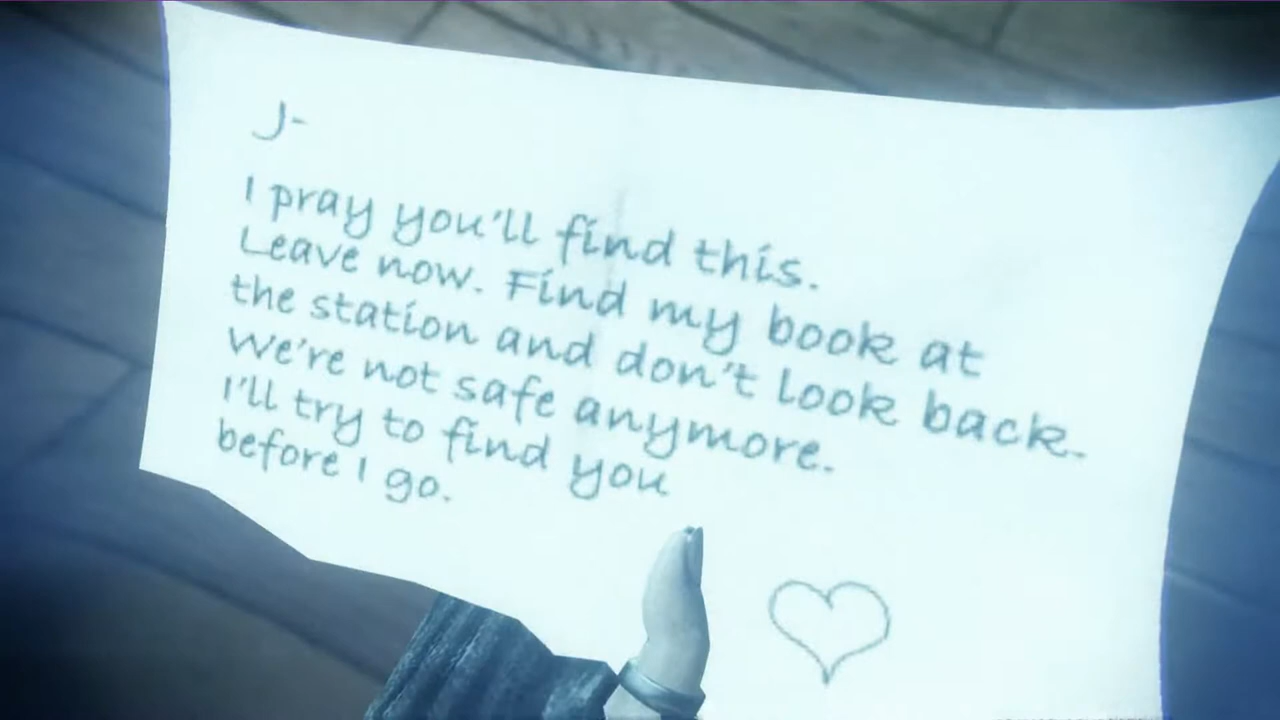 J-
I pray you'll find this.
Leave now. Find my book at
the station and don't look back.
We're not safe anymore.
I'll try to find you
before I go.